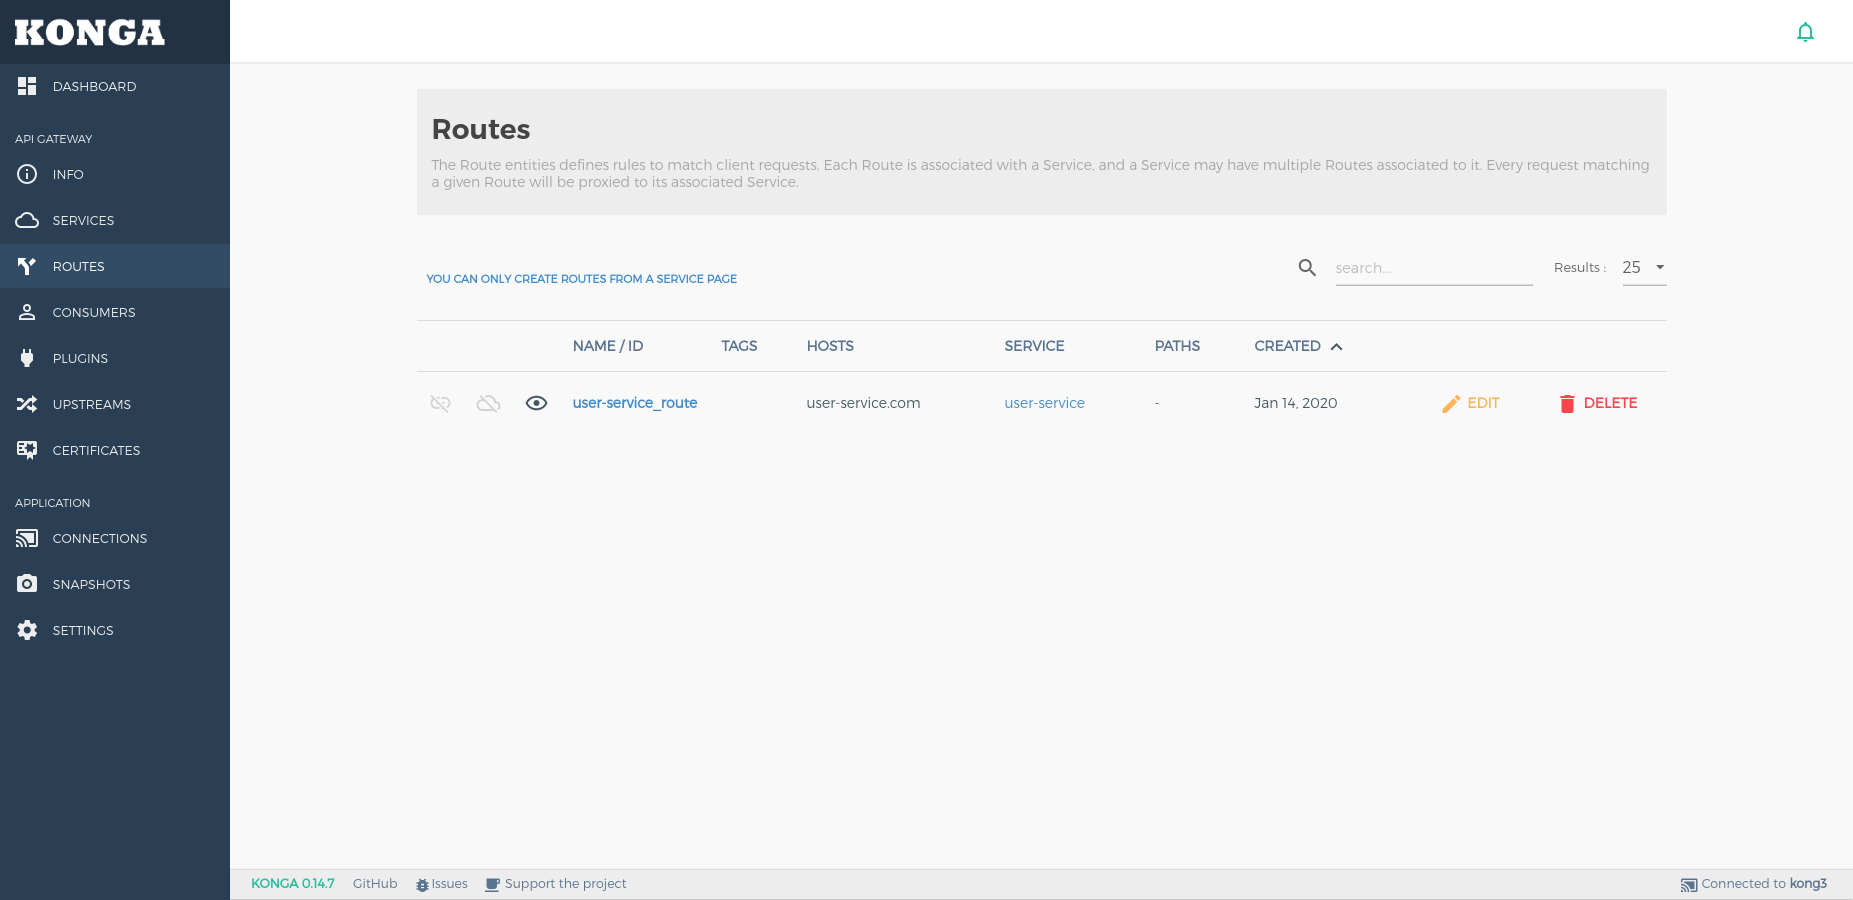 KONGA
DASHBOARD
API GATEWAY
INFO
SERVICES
ROUTES
CONSUMERS
PLUGINS
UPSTREAMS
CERTIFICATES
APPLICATION
CONNECTIONS
SNAPSHOTS
SETTINGS
Routes
The Route entities defines rules to match client requests. Each Route is associated with a Service, and a Service may have multiple Routes associated to it. Every request matching
a given Route will be proxied to its associated Service.
YOU CAN ONLY CREATE ROUTES FROM A SERVICE PAGE
search...
Results : 25
NAME / ID TAGS HOSTS SERVICE PATHS CREATED
user-service_route user-service.com user-service - Jan 14, 2020 EDIT DELETE
KONGA 0.14.7 GitHub Issues Support the project Connected to kong3